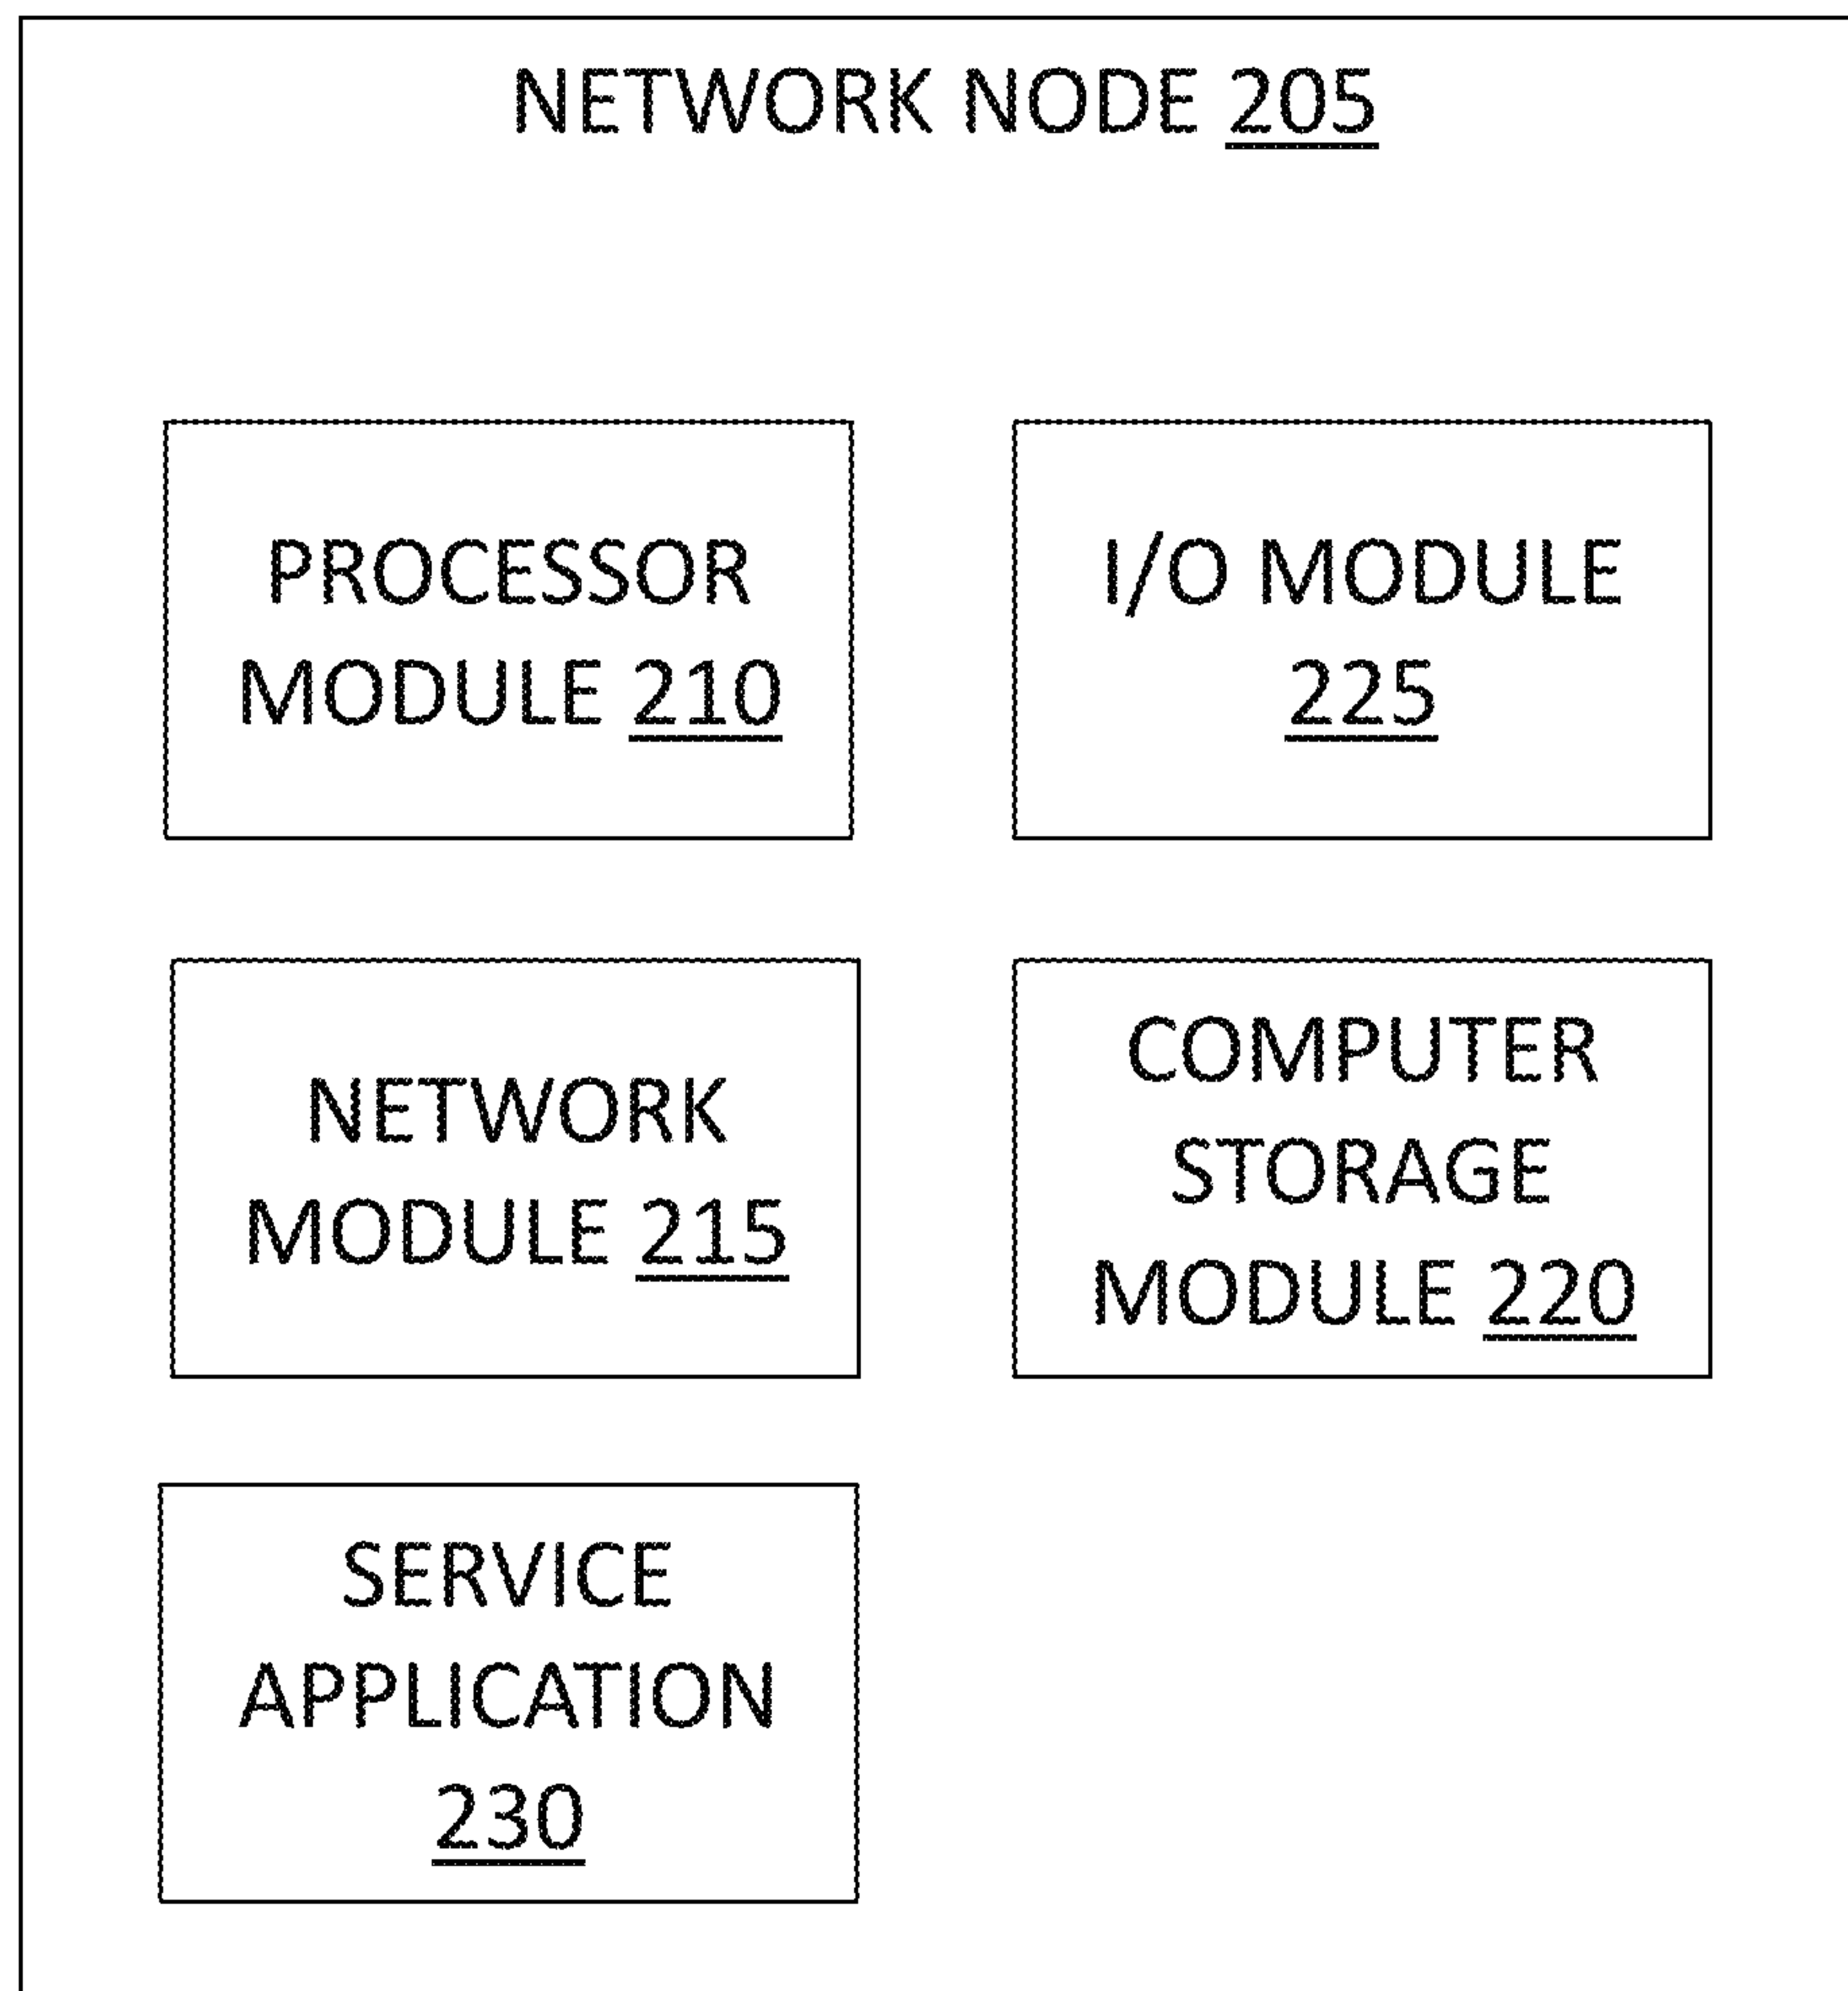 NETWORK NODE 205
PROCESSOR
MODULE 210
I/O MODULE
225
NETWORK
MODULE 215
COMPUTER
STORAGE
MODULE 220
SERVICE
APPLICATION
230